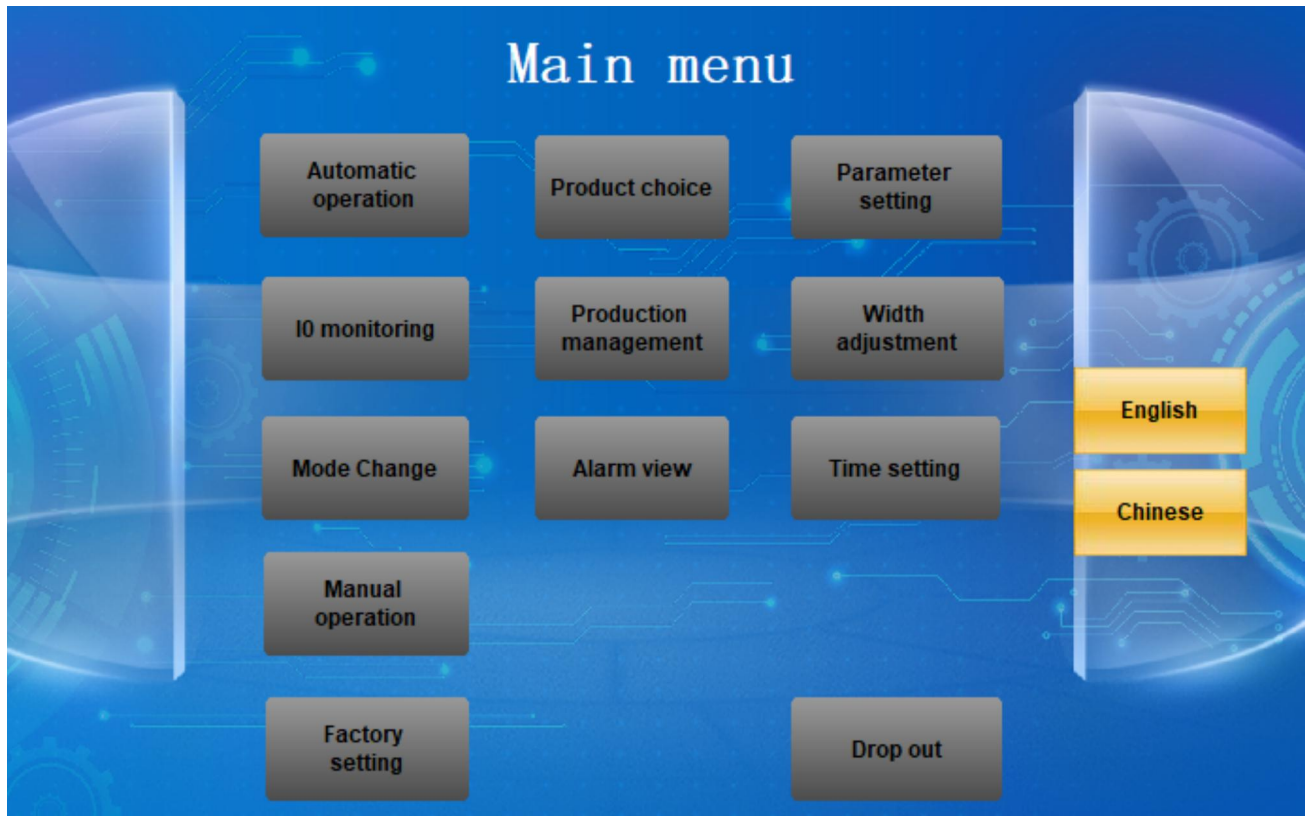 Main menu
Automatic
operation
Product choice
Parameter
setting
I0 monitoring
Production
management
Width
adjustment
English
Mode Change
Alarm view
Time setting
Chinese
Manual
operation
Factory
setting
Drop out